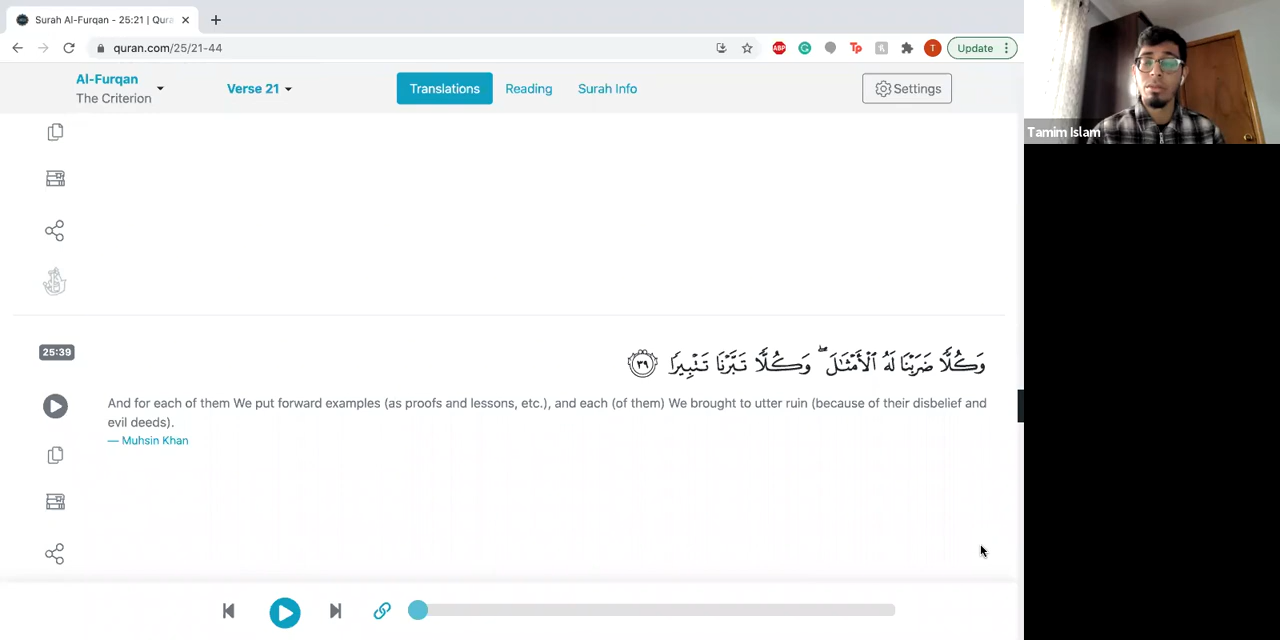 Surah Al-Furqan - 25:21 | Qura
quran.com/25/21-44
ABP
Tp
T
Update
Al-Furqan
The Criterion
Verse 21
Translations
Reading
Surah Info
Settings
Tamim Islam
25:39
وَكُلًّا ضَرَبْنَا لَهُ ٱلْأَمْثَـٰلَ ۖ وَكُلًّا تَبَّرْنَا تَتْبِيرًا ٣٩
And for each of them We put forward examples (as proofs and lessons, etc.), and each (of them) We brought to utter ruin (because of their disbelief and
evil deeds).
— Muhsin Khan